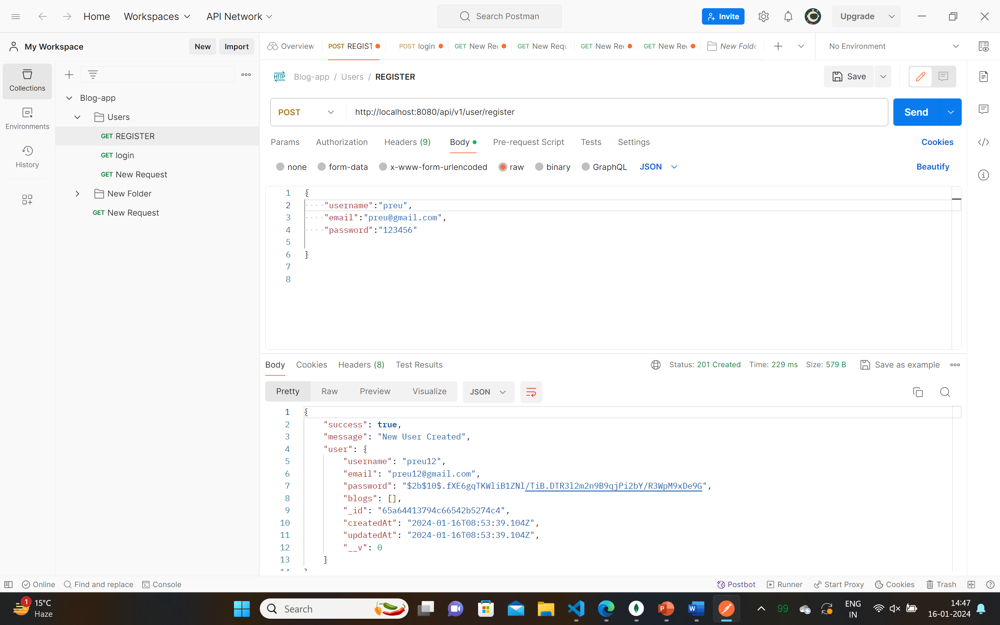 Home Workspaces API Network Search Postman Invite Upgrade
My Workspace New Import
Overview POST REGIST POST login GET New Re GET New Requ GET New Re GET New Re New Folde No Environment
Collections
Environments
History
Blog-app
Users
GET REGISTER
GET login
GET New Request
New Folder
GET New Request
HTTP Blog-app / Users / REGISTER Save
POST http://localhost:8080/api/v1/user/register Send
Params Authorization Headers (9) Body Pre-request Script Tests Settings Cookies
none form-data x-www-form-urlencoded raw binary GraphQL JSON Beautify
1 {
2 "username":"preu",
3 "email":"preu@gmail.com",
4 "password":"123456"
5
6 }
7
8
Body Cookies Headers (8) Test Results Status: 201 Created Time: 229 ms Size: 579 B Save as example
Pretty Raw Preview Visualize JSON
1 {
2 "success": true,
3 "message": "New User Created",
4 "user": {
5 "username": "preu12",
6 "email": "preu12@gmail.com",
7 "password": "$2b$10$.fXE6gqTKWliB1ZNl/TiB.DTR3l2m2n9B9qjPi2bY/R3WpM9xDe9G",
8 "blogs": [],
9 "_id": "65a64413794c66542b5274c4",
10 "createdAt": "2024-01-16T08:53:39.104Z",
11 "updatedAt": "2024-01-16T08:53:39.104Z",
12 "__v": 0
13 }
14 }
Online Find and replace Console Postbot Runner Start Proxy Cookies Trash
1 15°C
Haze
Search
99
ENG
IN
14:47
16-01-2024